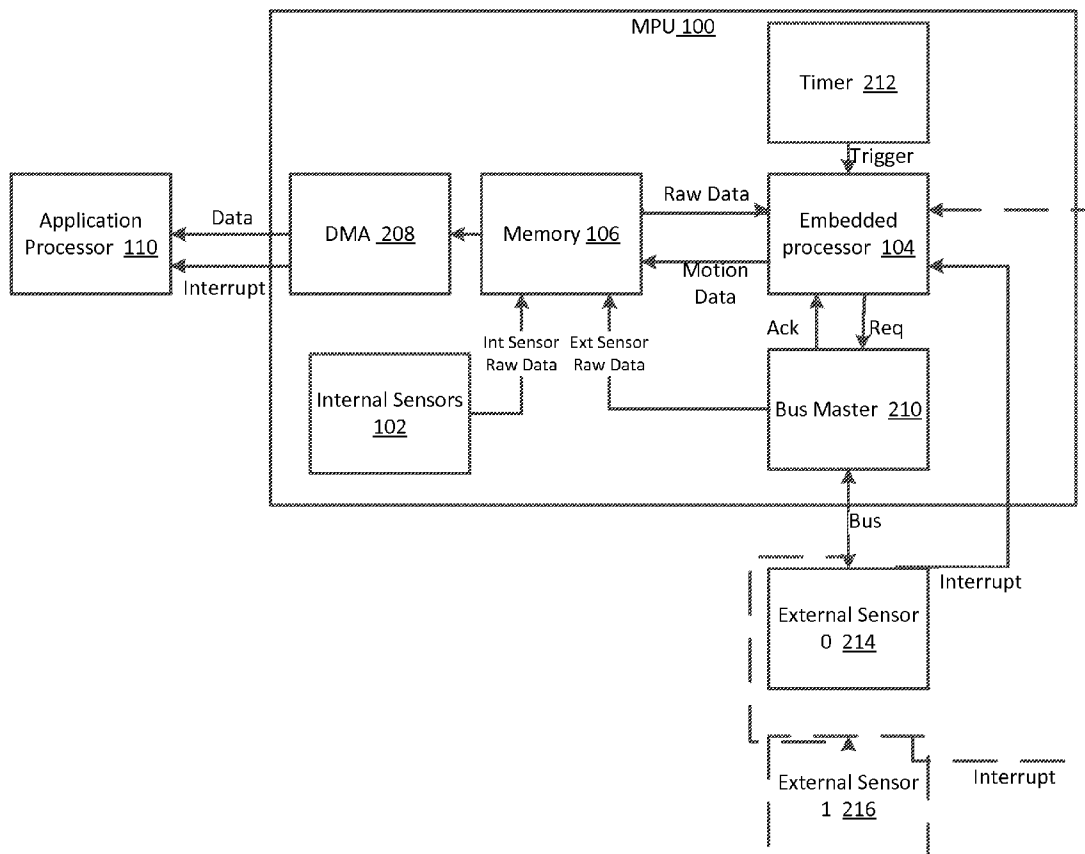 MPU 100
Timer 212
Trigger
Application
Processor 110
Data
Interrupt
DMA 208
Memory 106
Raw Data
Motion
Data
Embedded
processor 104
Ack
Req
Int Sensor
Raw Data
Ext Sensor
Raw Data
Internal Sensors
102
Bus Master 210
Bus
Interrupt
External Sensor
0 214
External Sensor
1 216
Interrupt